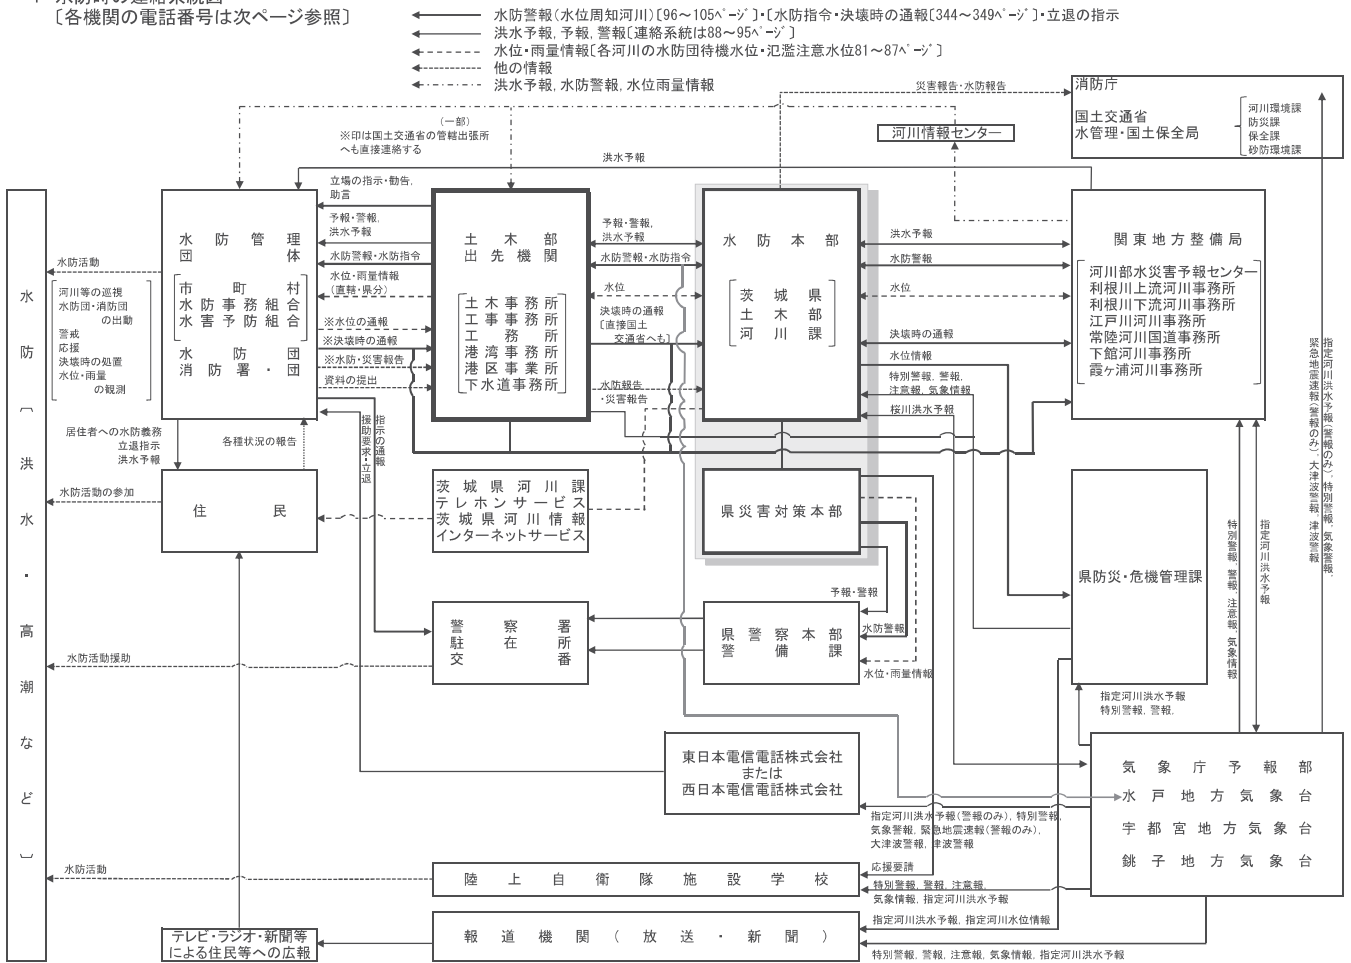 〔各機関の電話番号は次ページ参照〕
水防警報(水位周知河川)〔96～105ﾍﾟｰｼﾞ〕・〔水防指令・決壊時の通報〔344～349ﾍﾟｰｼﾞ〕・立退の指示
洪水予報, 予報, 警報〔連絡系統は88～95ﾍﾟｰｼﾞ〕
水位・雨量情報〔各河川の水防団待機水位・氾濫注意水位81～87ﾍﾟｰｼﾞ〕
他の情報
洪水予報, 水防警報, 水位雨量情報
災害報告・水防報告
消防庁
国土交通省
水管理・国土保全局
河川環境課
防災課
保全課
砂防環境課
(一部)
※印は国土交通省の管轄出張所
へも直接連絡する
河川情報センター
洪水予報
水防〔洪水・高潮など〕
水防活動
河川等の巡視
水防団・消防団
の出動
警戒
応援
決壊時の処置
水位・雨量
の観測
水防管理
団体
市町村
水防事務組合
水害予防組合
水防団
消防署・団
立場の指示・勧告,
助言
予報・警報,
洪水予報
水防警報・水防指令
水位・雨量情報
(直轄・県分)
※水位の通報
※決壊時の通報
※水防・災害報告
資料の提出
土木部
出先機関
土木事務所
工事事務所
工務所
港湾事務所
港区事業所
下水道事務所
予報・警報,
洪水予報
水防警報・水防指令
水位
決壊時の通報
〔直接国土
交通省へも〕
水防報告
・災害報告
水防本部
茨城県
土木部
河川課
洪水予報
水防警報
水位
決壊時の通報
水位情報
特別警報, 警報,
注意報, 気象情報
桜川洪水予報
関東地方整備局
河川部水災害予報センター
利根川上流河川事務所
利根川下流河川事務所
江戸川河川事務所
常陸河川国道事務所
下館河川事務所
霞ヶ浦河川事務所
指定河川洪水予報(警報のみ), 特別警報, 気象警報,
緊急地震速報(警報のみ), 大津波警報, 津波警報
居住者への水防義務
立退指示
洪水予報
各種状況の報告
指示の通報
援助要求・立退
水防活動の参加
住民
茨城県河川課
テレホンサービス
茨城県河川情報
インターネットサービス
県災害対策本部
県防災・危機管理課
特別警報, 警報, 注意報, 気象情報
指定河川洪水予報
予報・警報
水防警報
水位・雨量情報
水防活動援助
警察署
駐在所
交番
県警察本部
警備課
指定河川洪水予報
特別警報, 警報,
東日本電信電話株式会社
または
西日本電信電話株式会社
気象庁予報部
水戸地方気象台
宇都宮地方気象台
銚子地方気象台
指定河川洪水予報(警報のみ), 特別警報,
気象警報, 緊急地震速報(警報のみ),
大津波警報, 津波警報
水防活動
陸上自衛隊施設学校
応援要請
特別警報, 警報, 注意報,
気象情報, 指定河川洪水予報
テレビ・ラジオ・新聞等
による住民等への広報
報道機関(放送・新聞)
指定河川洪水予報, 指定河川水位情報
特別警報, 警報, 注意報, 気象情報, 指定河川洪水予報